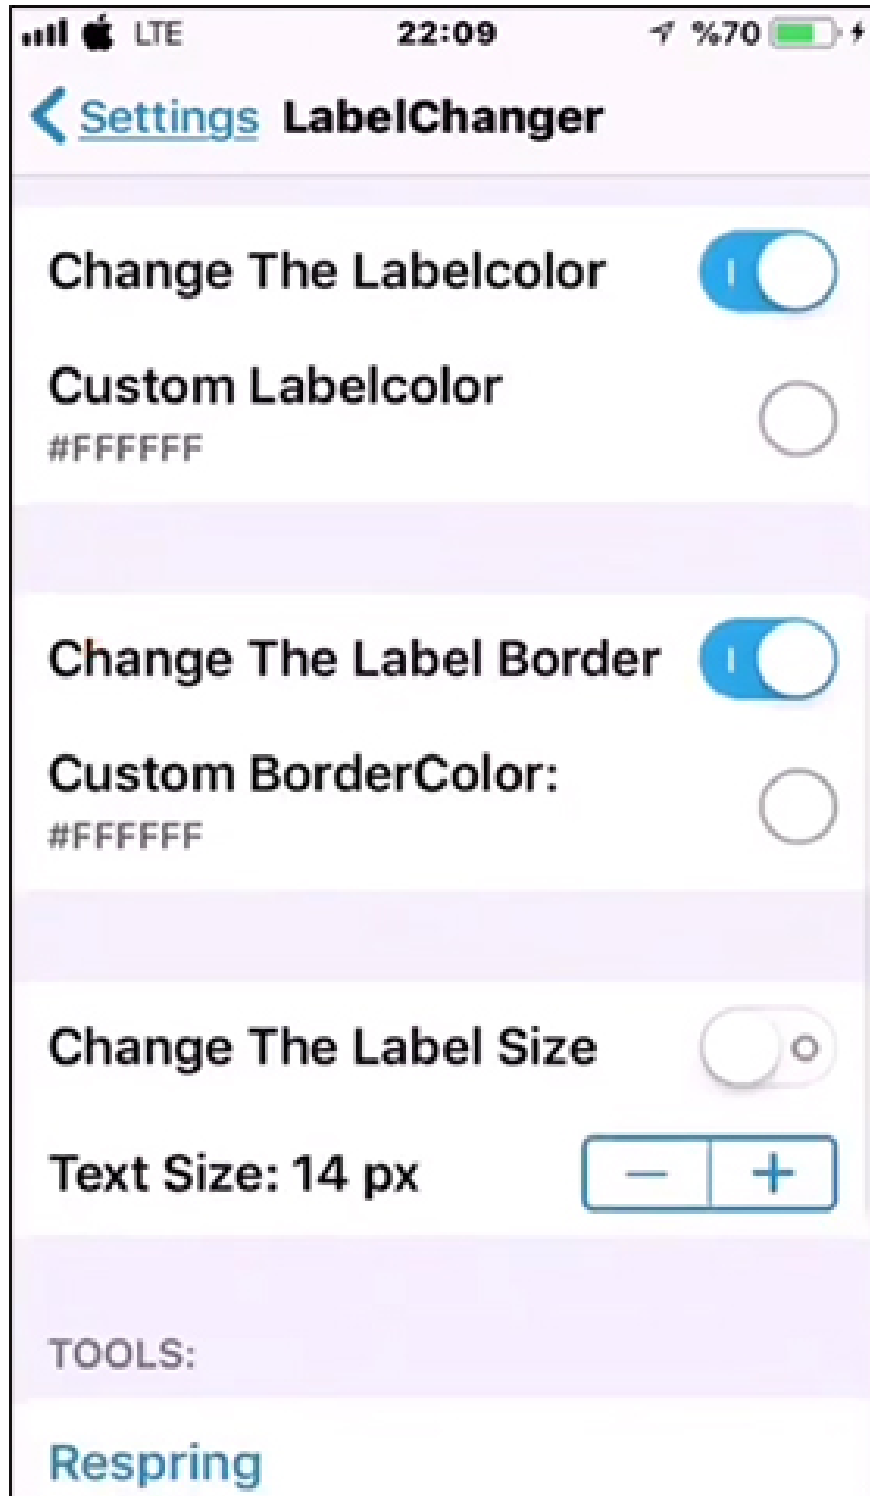 LTE 22:09 %70
Settings LabelChanger
Change The Labelcolor
Custom Labelcolor
#FFFFFF
Change The Label Border
Custom BorderColor:
#FFFFFF
Change The Label Size
Text Size: 14 px
TOOLS:
Respring